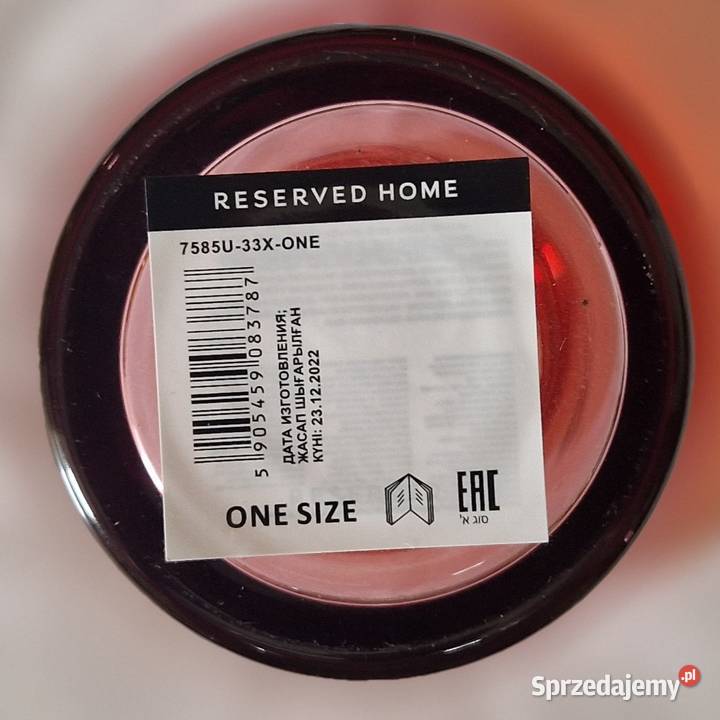 RESERVED HOME
7585U-33X-ONE
5 905459 083787
ДАТА ИЗГОТОВЛЕНИЯ;
ЖАСАП ШЫҒАРЫЛҒАН
КҮНІ: 23.12.2022
ONE SIZE
EAC
סוג א'
Sprzedajemy.pl